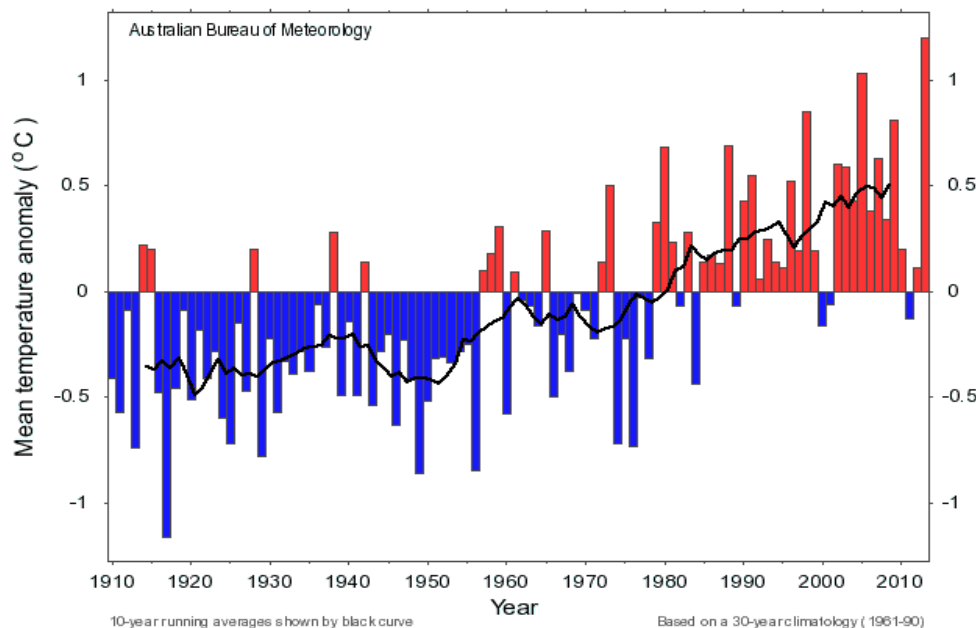 Australian Bureau of Meteorology
Mean temperature anomaly (°C)
1 1
0.5 0.5
0 0
-0.5 -0.5
-1 -1
1910 1920 1930 1940 1950 1960 1970 1980 1990 2000 2010
Year
10-year running averages shown by black curve
Based on a 30-year climatology (1961-90)